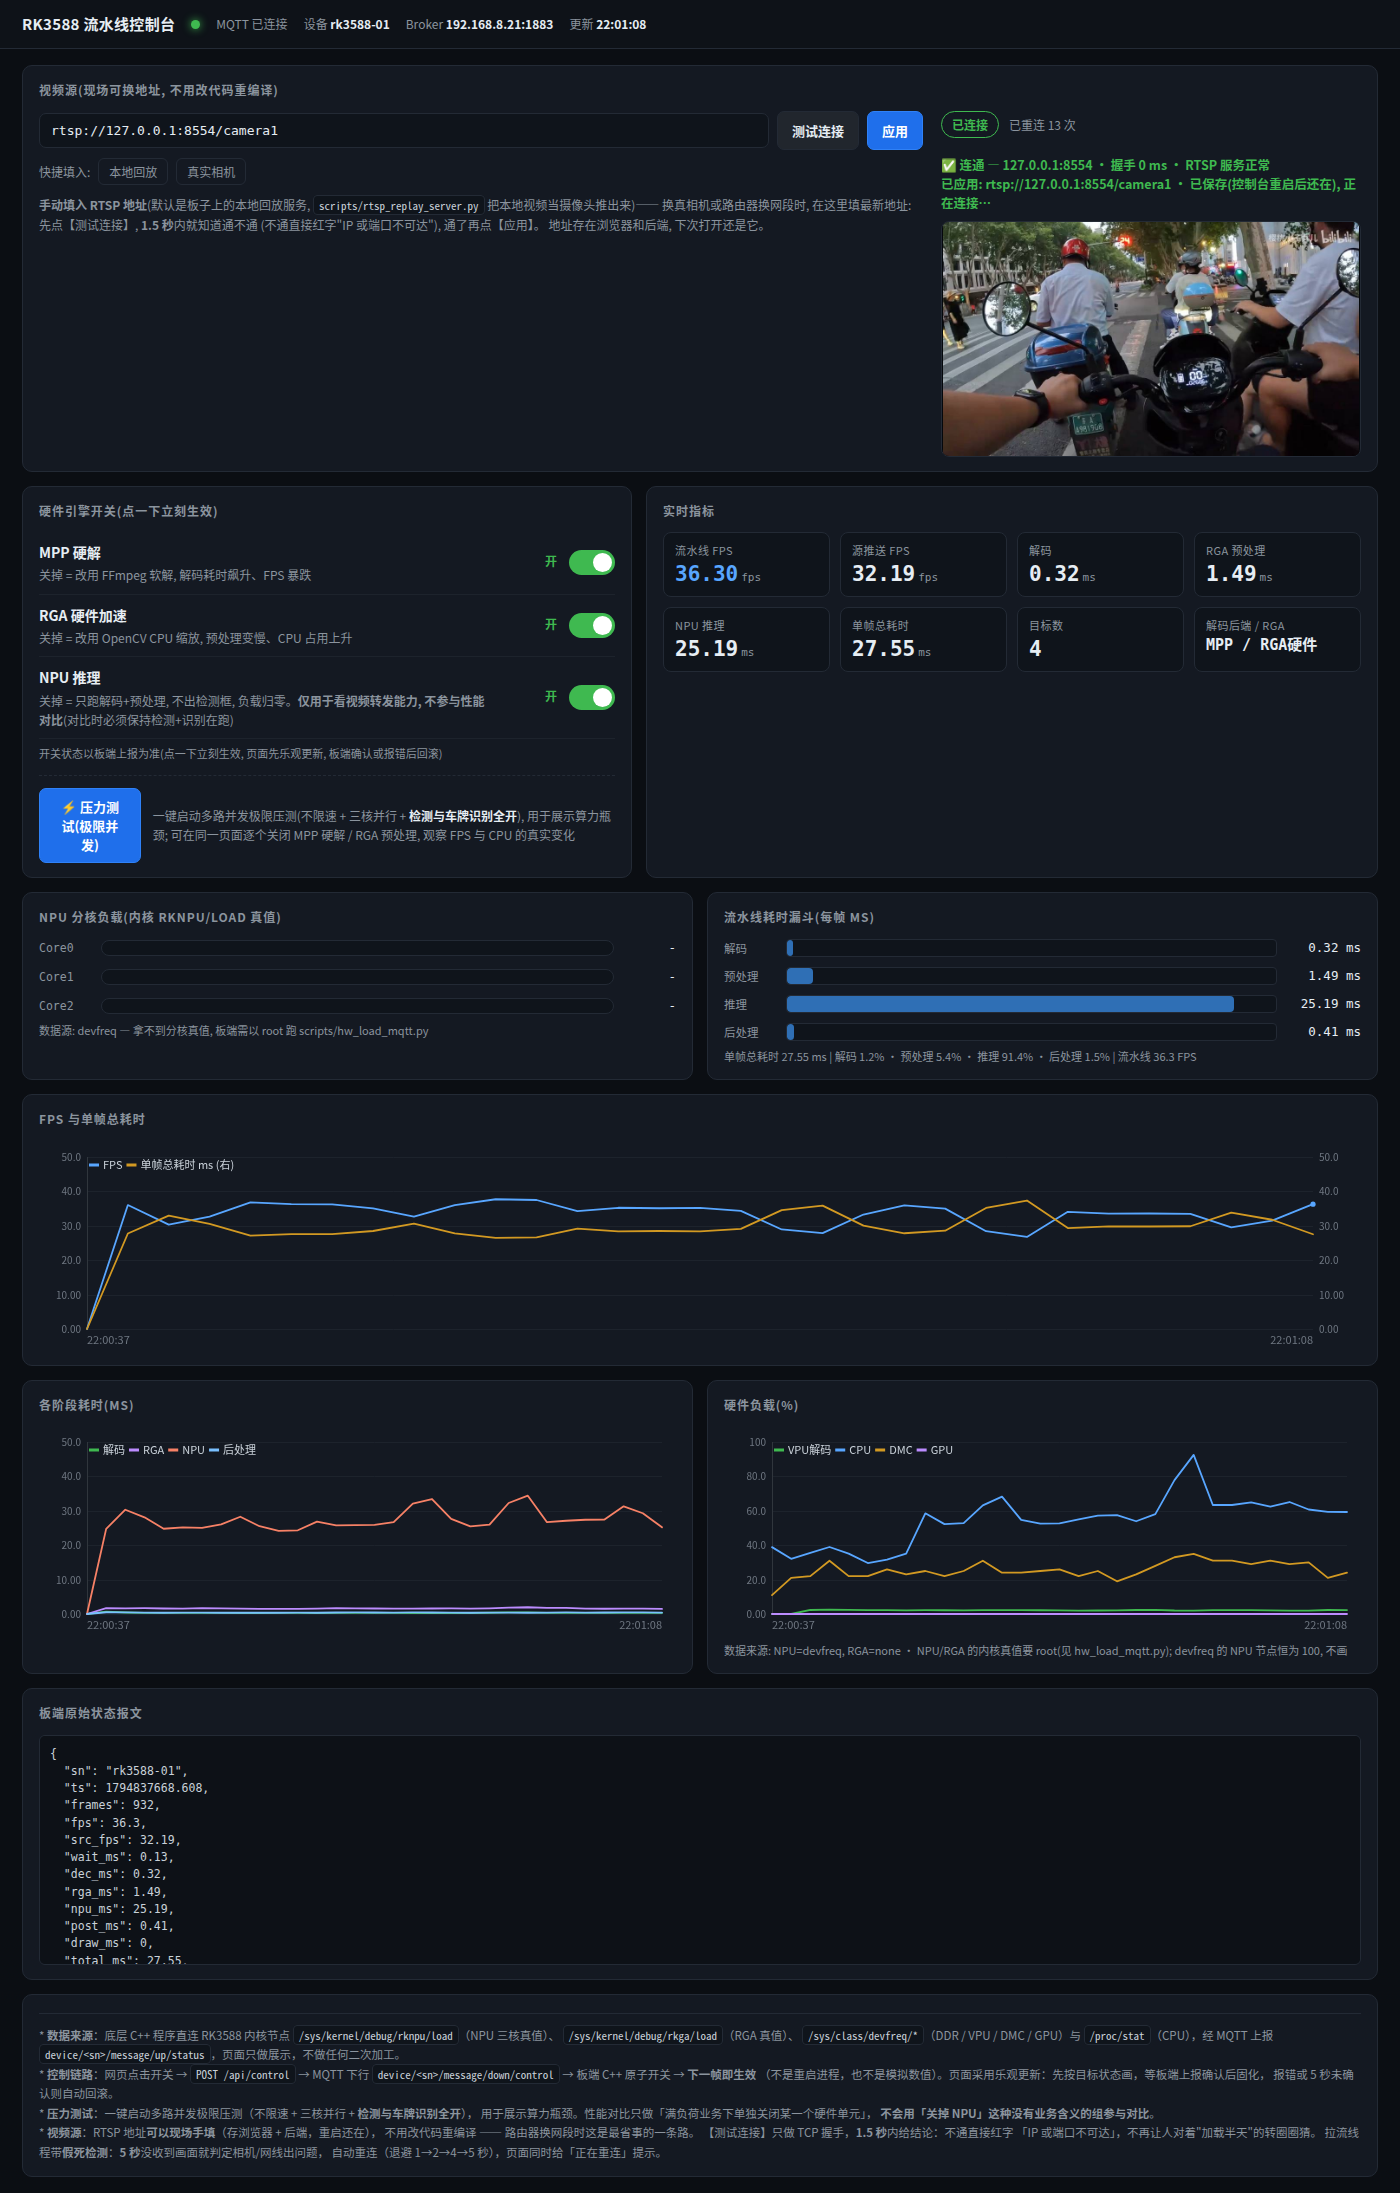 RK3588 流水线控制台 MQTT 已连接 设备 rk3588-01 Broker 192.168.8.21:1883 更新 22:01:08
视频源(现场可换地址, 不用改代码重编译)
rtsp://127.0.0.1:8554/camera1 测试连接 应用
快捷填入: 本地回放 真实相机
手动填入 RTSP 地址(默认是板子上的本地回放服务, scripts/rtsp_replay_server.py 把本地视频当摄像头推出来)—— 换真相机或路由器换网段时, 在这里填最新地址:
先点【测试连接】, 1.5 秒内就知道通不通 (不通直接红字"IP 或端口不可达"), 通了再点【应用】。 地址存在浏览器和后端, 下次打开还是它。
已连接 已重连 13 次
✅ 连通 — 127.0.0.1:8554 · 握手 0 ms · RTSP 服务正常
已应用: rtsp://127.0.0.1:8554/camera1 · 已保存(控制台重启后还在), 正
在连接…
bilibili
00
硬件引擎开关(点一下立刻生效)
MPP 硬解
关掉 = 改用 FFmpeg 软解, 解码耗时飙升、FPS 暴跌
开
RGA 硬件加速
关掉 = 改用 OpenCV CPU 缩放, 预处理变慢、CPU 占用上升
开
NPU 推理
关掉 = 只跑解码+预处理, 不出检测框, 负载归零。仅用于看视频转发能力, 不参与性能
对比(对比时必须保持检测+识别在跑)
开
开关状态以板端上报为准(点一下立刻生效, 页面先乐观更新, 板端确认或报错后回滚)
⚡ 压力测
试(极限并
发)
一键启动多路并发极限压测(不限速 + 三核并行 + 检测与车牌识别全开), 用于展示算力瓶
颈; 可在同一页面逐个关闭 MPP 硬解 / RGA 预处理, 观察 FPS 与 CPU 的真实变化
实时指标
流水线 FPS
36.30 fps
源推送 FPS
32.19 fps
解码
0.32 ms
RGA 预处理
1.49 ms
NPU 推理
25.19 ms
单帧总耗时
27.55 ms
目标数
4
解码后端 / RGA
MPP / RGA硬件
NPU 分核负载(内核 RKNPU/LOAD 真值)
Core0 -
Core1 -
Core2 -
数据源: devfreq — 拿不到分核真值, 板端需以 root 跑 scripts/hw_load_mqtt.py
流水线耗时漏斗(每帧 MS)
解码 0.32 ms
预处理 1.49 ms
推理 25.19 ms
后处理 0.41 ms
单帧总耗时 27.55 ms | 解码 1.2% · 预处理 5.4% · 推理 91.4% · 后处理 1.5% | 流水线 36.3 FPS
FPS 与单帧总耗时
FPS 单帧总耗时 ms (右)
50.0 50.0
40.0 40.0
30.0 30.0
20.0 20.0
10.00 10.00
0.00 0.00
22:00:37 22:01:08
各阶段耗时(MS)
解码 RGA NPU 后处理
50.0
40.0
30.0
20.0
10.00
0.00
22:00:37 22:01:08
硬件负载(%)
VPU解码 CPU DMC GPU
100
80.0
60.0
40.0
20.0
0.00
22:00:37 22:01:08
数据来源: NPU=devfreq, RGA=none · NPU/RGA 的内核真值要 root(见 hw_load_mqtt.py); devfreq 的 NPU 节点恒为 100, 不画
板端原始状态报文
{
"sn": "rk3588-01",
"ts": 1794837668.608,
"frames": 932,
"fps": 36.3,
"src_fps": 32.19,
"wait_ms": 0.13,
"dec_ms": 0.32,
"rga_ms": 1.49,
"npu_ms": 25.19,
"post_ms": 0.41,
"draw_ms": 0,
"total_ms": 27.55,
* 数据来源：底层 C++ 程序直连 RK3588 内核节点 /sys/kernel/debug/rknpu/load（NPU 三核真值）、 /sys/kernel/debug/rkga/load（RGA 真值）、 /sys/class/devfreq/*（DDR / VPU / DMC / GPU）与 /proc/stat（CPU），经 MQTT 上报
device/<sn>/message/up/status，页面只做展示，不做任何二次加工。
* 控制链路：网页点击开关 → POST /api/control → MQTT 下行 device/<sn>/message/down/control → 板端 C++ 原子开关 → 下一帧即生效 （不是重启进程，也不是模拟数值）。页面采用乐观更新：先按目标状态画，等板端上报确认后固化， 报错或 5 秒未确
认则自动回滚。
* 压力测试：一键启动多路并发极限压测（不限速 + 三核并行 + 检测与车牌识别全开）， 用于展示算力瓶颈。性能对比只做「满负荷业务下单独关闭某一个硬件单元」， 不会用「关掉 NPU」这种没有业务含义的组参与对比。
* 视频源：RTSP 地址可以现场手填（存浏览器 + 后端，重启还在）， 不用改代码重编译 —— 路由器换网段时这是最省事的一条路。 【测试连接】只做 TCP 握手，1.5 秒内给结论：不通直接红字 「IP 或端口不可达」，不再让人对着"加载半天"的转圈圈猜。 拉流线
程带假死检测：5 秒没收到画面就判定相机/网线出问题， 自动重连（退避 1→2→4→5 秒），页面同时给「正在重连」提示。